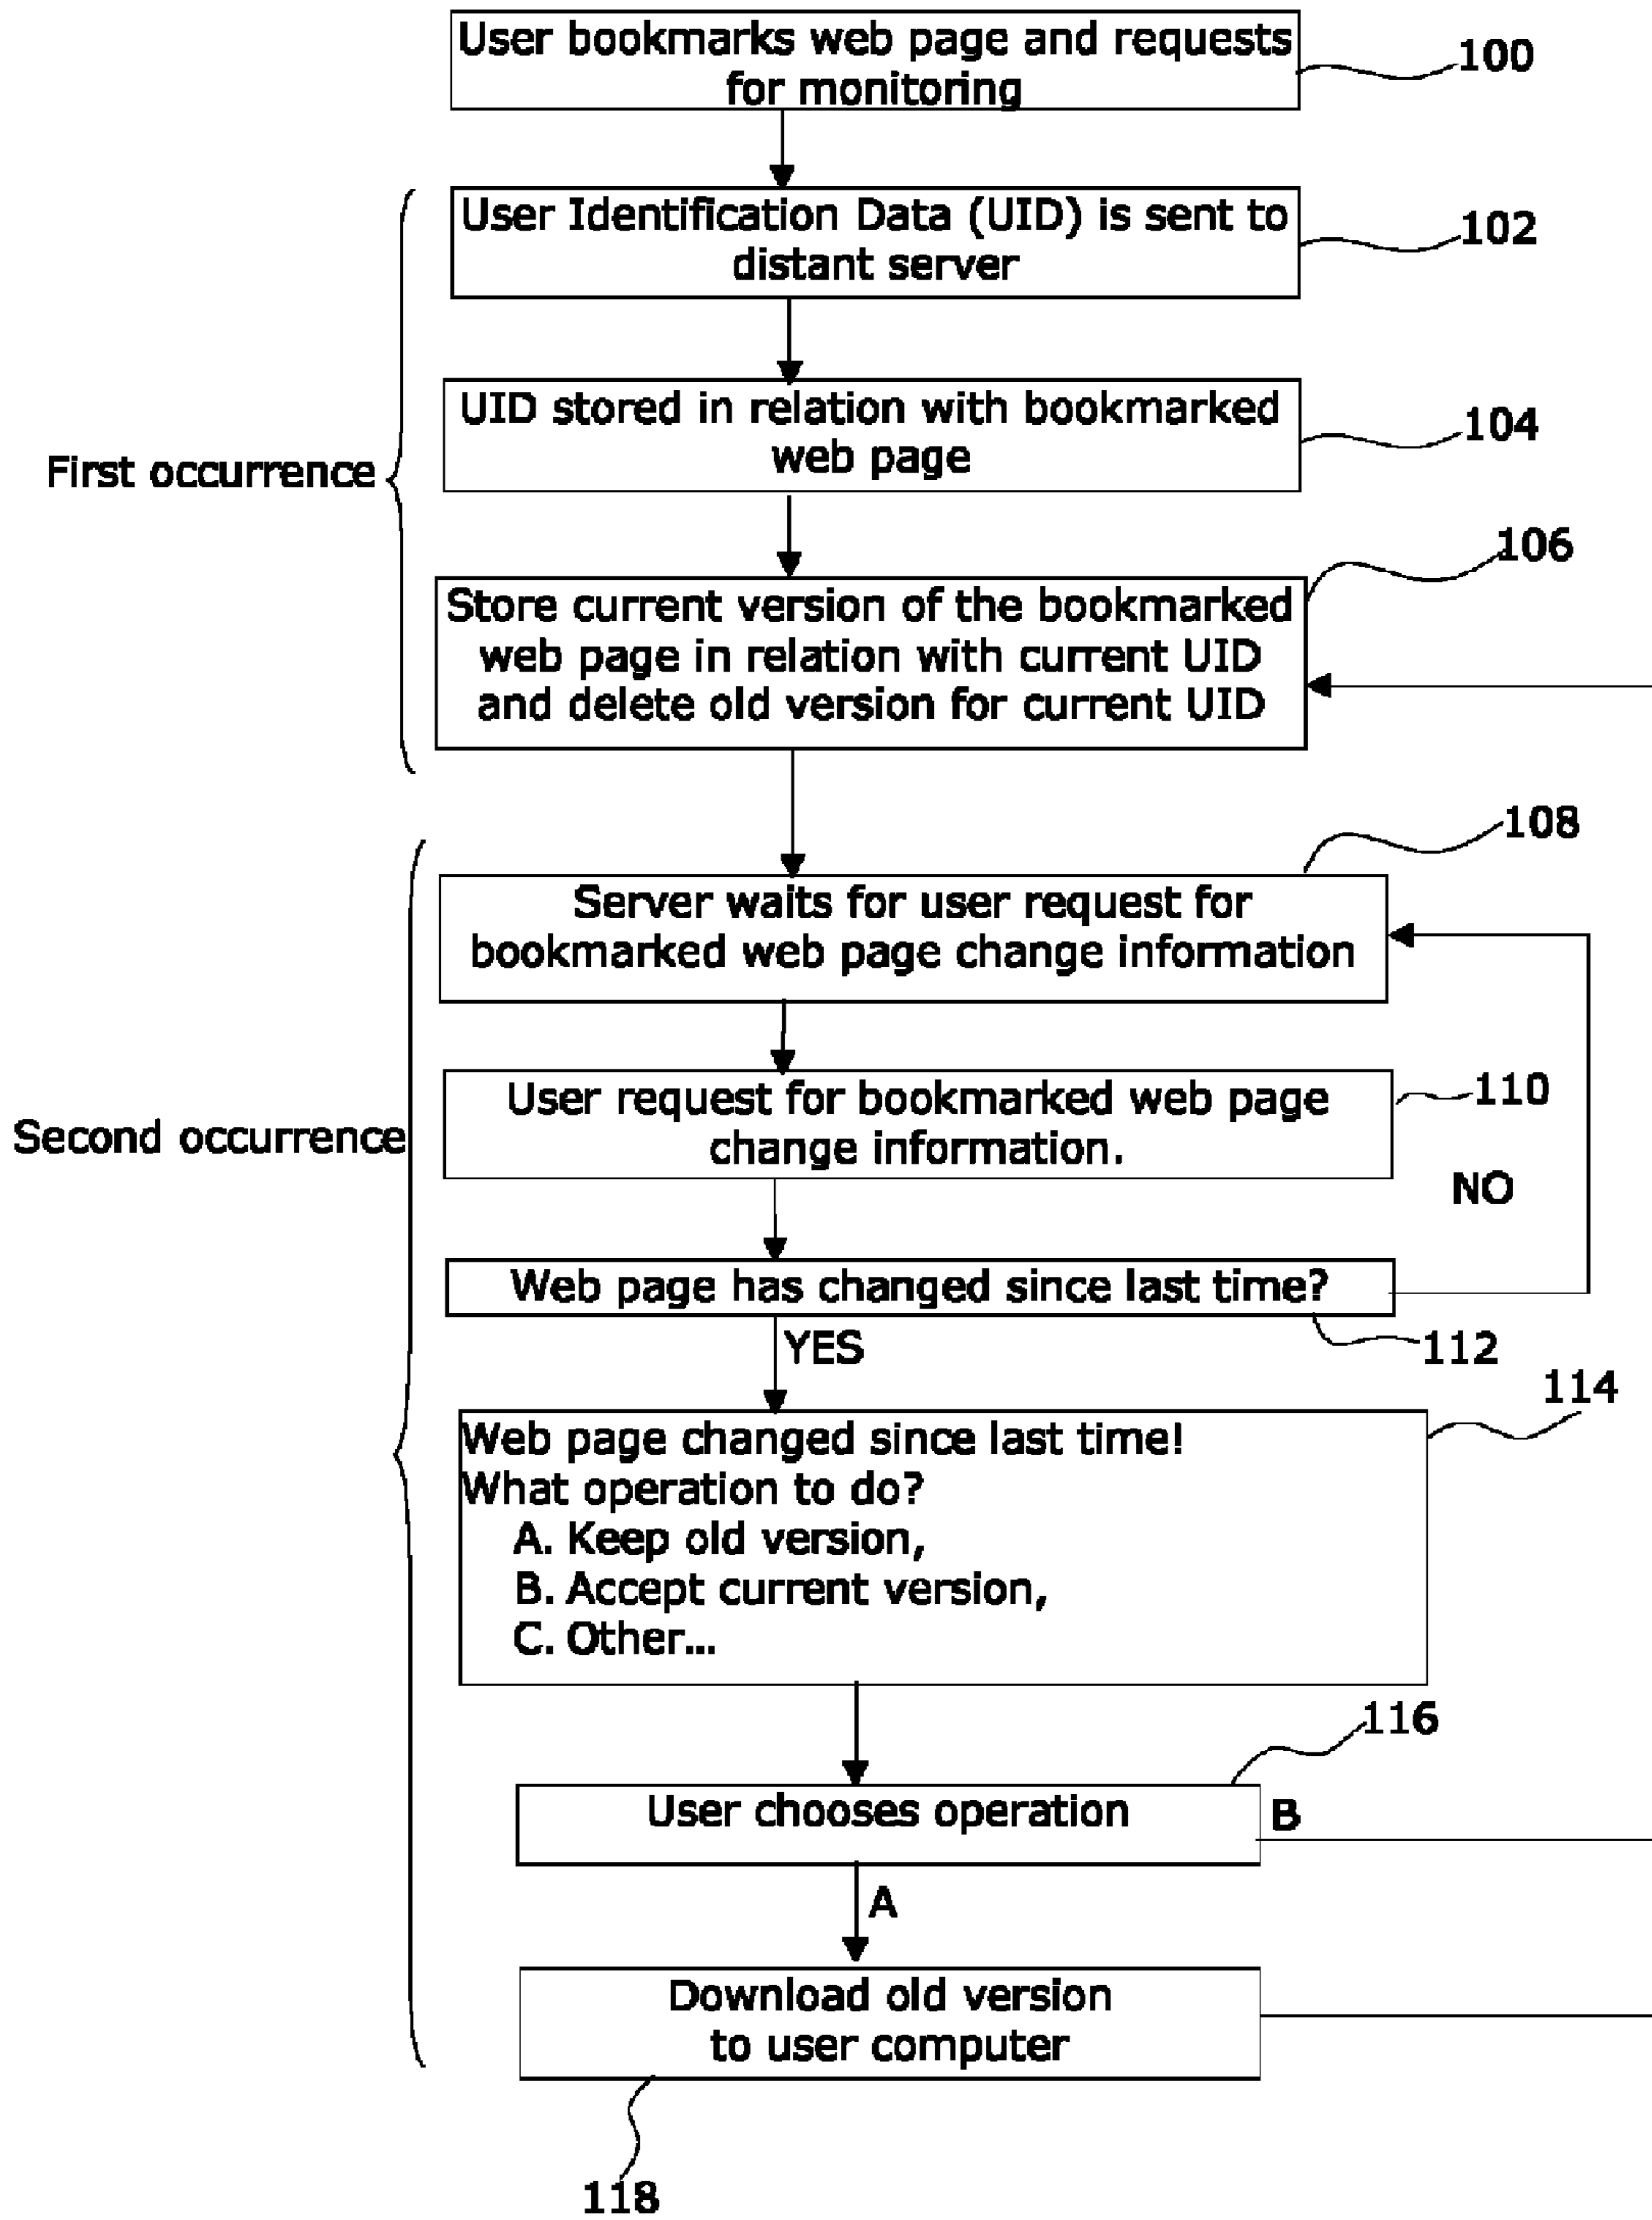 User bookmarks web page and requests
for monitoring
100
User Identification Data (UID) is sent to
distant server
102
UID stored in relation with bookmarked
web page
104
First occurrence
106
Store current version of the bookmarked
web page in relation with current UID
and delete old version for current UID
108
Server waits for user request for
bookmarked web page change information
User request for bookmarked web page
change information.
110
Second occurrence
NO
Web page has changed since last time?
YES
112
114
Web page changed since last time!
What operation to do?
A. Keep old version,
B. Accept current version,
C. Other...
116
User chooses operation
B
A
Download old version
to user computer
118